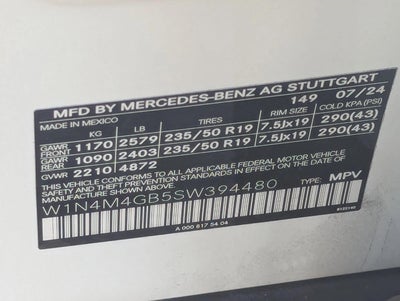 MFD BY MERCEDES-BENZ AG STUTTGART
MADE IN MEXICO 149 07/24
KG LB TIRES RIM SIZE COLD KPA (PSI)
GAWR FRONT 1170 2579 235/50 R19 7.5Jx19 290(43)
GAWR REAR 1090 2403 235/50 R19 7.5Jx19 290(43)
GVWR 2210 4872
THIS VEHICLE CONFORMS TO ALL APPLICABLE FEDERAL MOTOR VEHICLE
SAFETY STANDARDS IN EFFECT ON THE DATE OF MANUFACTURE SHOWN ABOVE.
W1N4M4GB5SW394480 TYPE: MPV
A 000 817 54 04